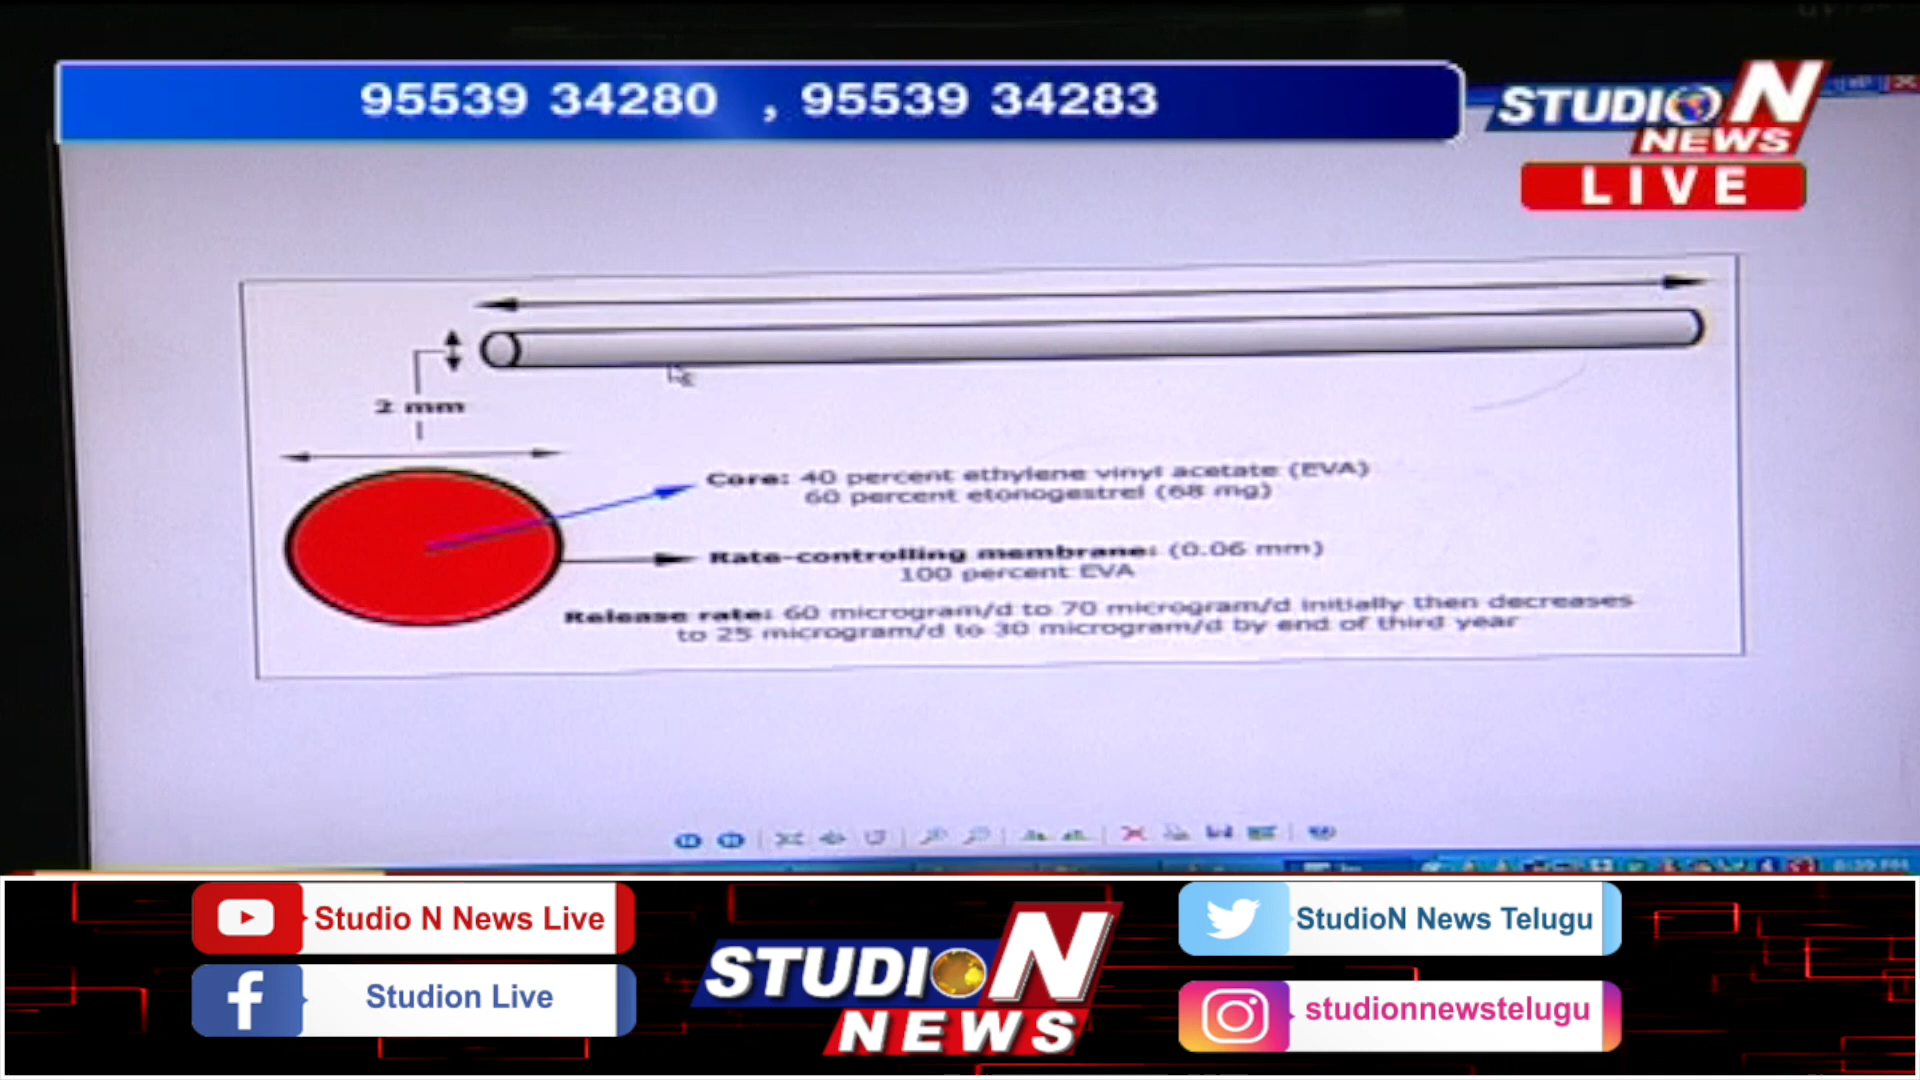 95539 34280 , 95539 34283
STUDIO N
NEWS
LIVE
2 mm
Core: 40 percent ethylene vinyl acetate (EVA)
60 percent etonogestrel (68 mg)
Rate-controlling membrane: (0.06 mm)
100 percent EVA
Release rate: 60 microgram/d to 70 microgram/d initially then decreases
to 25 microgram/d to 30 microgram/d by end of third year
Studio N News Live
Studion Live
STUDIO N
NEWS
StudioN News Telugu
studionnewstelugu